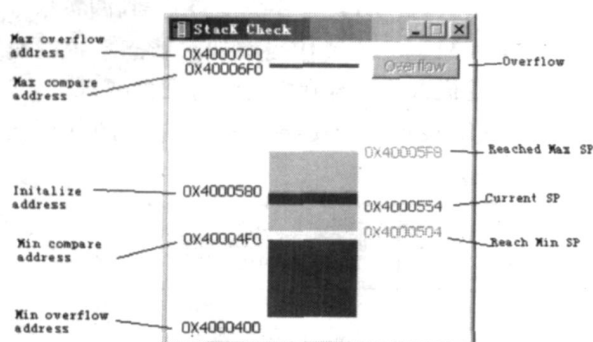 StacK Check
Max overflow
address
0X4000700
0X40006F0
Overflow
Overflow
Max compare
address
0X40005F8
Reached Max SP
Initalize
address
0X4000580
0X4000554
Current SP
Min compare
address
0X40004F0
0X4000504
Reach Min SP
Min overflow
address
0X4000400